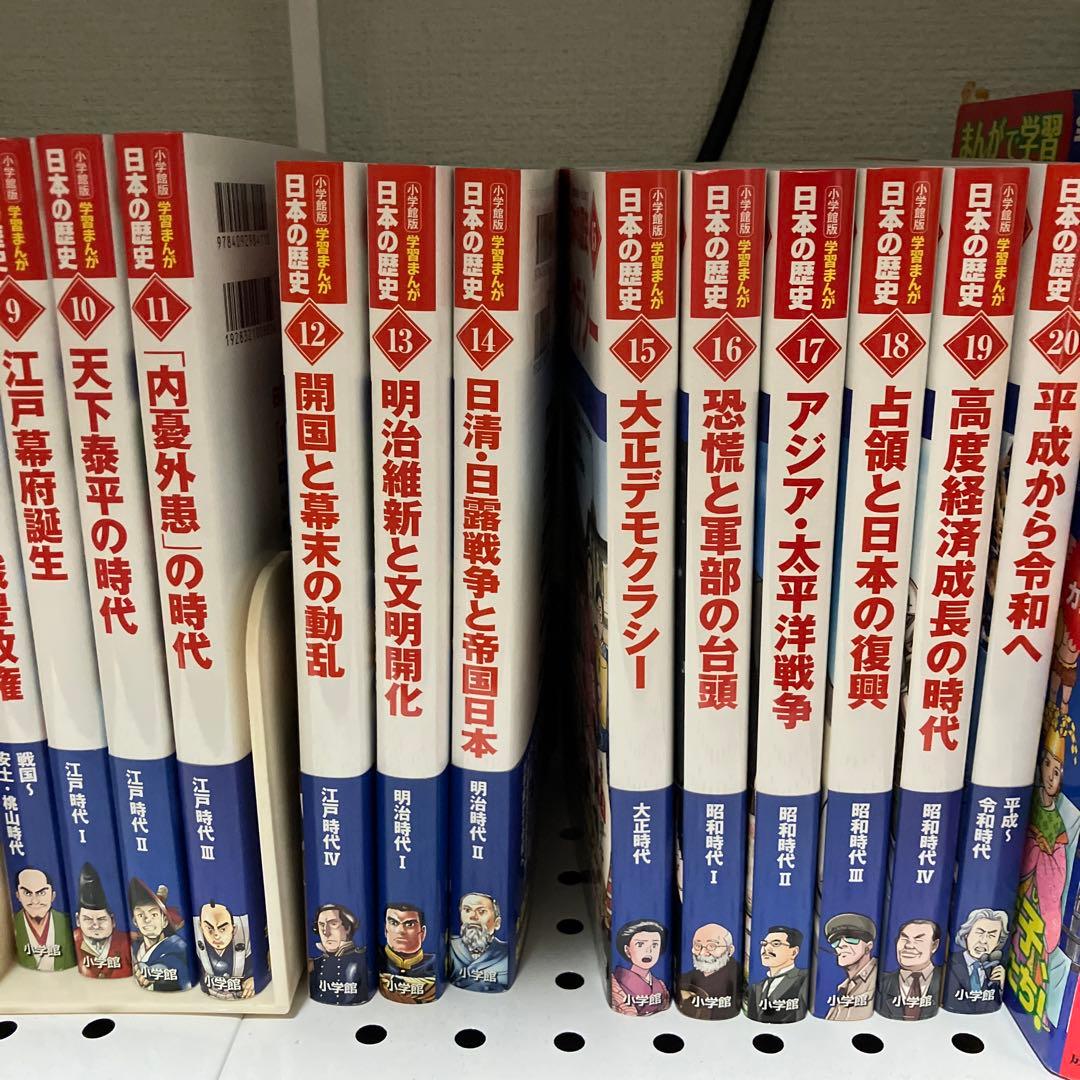 豊政権
戦国～
安土・桃山時代
小学館
学習まんが
の歴史
9
江戸幕府誕生
江戸時代 Ⅰ
小学館
小学館版 学習まんが
日本の歴史
10
天下泰平の時代
江戸時代 Ⅱ
小学館
小学館版 学習まんが
日本の歴史
11
「内憂外患」の時代
江戸時代 Ⅲ
小学館
小学館版 学習まんが
日本の歴史
12
開国と幕末の動乱
江戸時代 Ⅳ
小学館
小学館版 学習まんが
日本の歴史
13
明治維新と文明開化
明治時代 Ⅰ
小学館
小学館版 学習まんが
日本の歴史
14
日清・日露戦争と帝国日本
明治時代 Ⅱ
小学館
小学館版 学習まんが
日本の歴史
15
大正デモクラシー
大正時代
小学館
小学館版 学習まんが
日本の歴史
16
恐慌と軍部の台頭
昭和時代 Ⅰ
小学館
小学館版 学習まんが
日本の歴史
17
アジア・太平洋戦争
昭和時代 Ⅱ
小学館
小学館版 学習まんが
日本の歴史
18
占領と日本の復興
昭和時代 Ⅲ
小学館
小学館版 学習まんが
日本の歴史
19
高度経済成長の時代
昭和時代 Ⅳ
小学館
日本の歴史
20
平成から令和へ
平成～
令和時代
小学館
まんがで学習